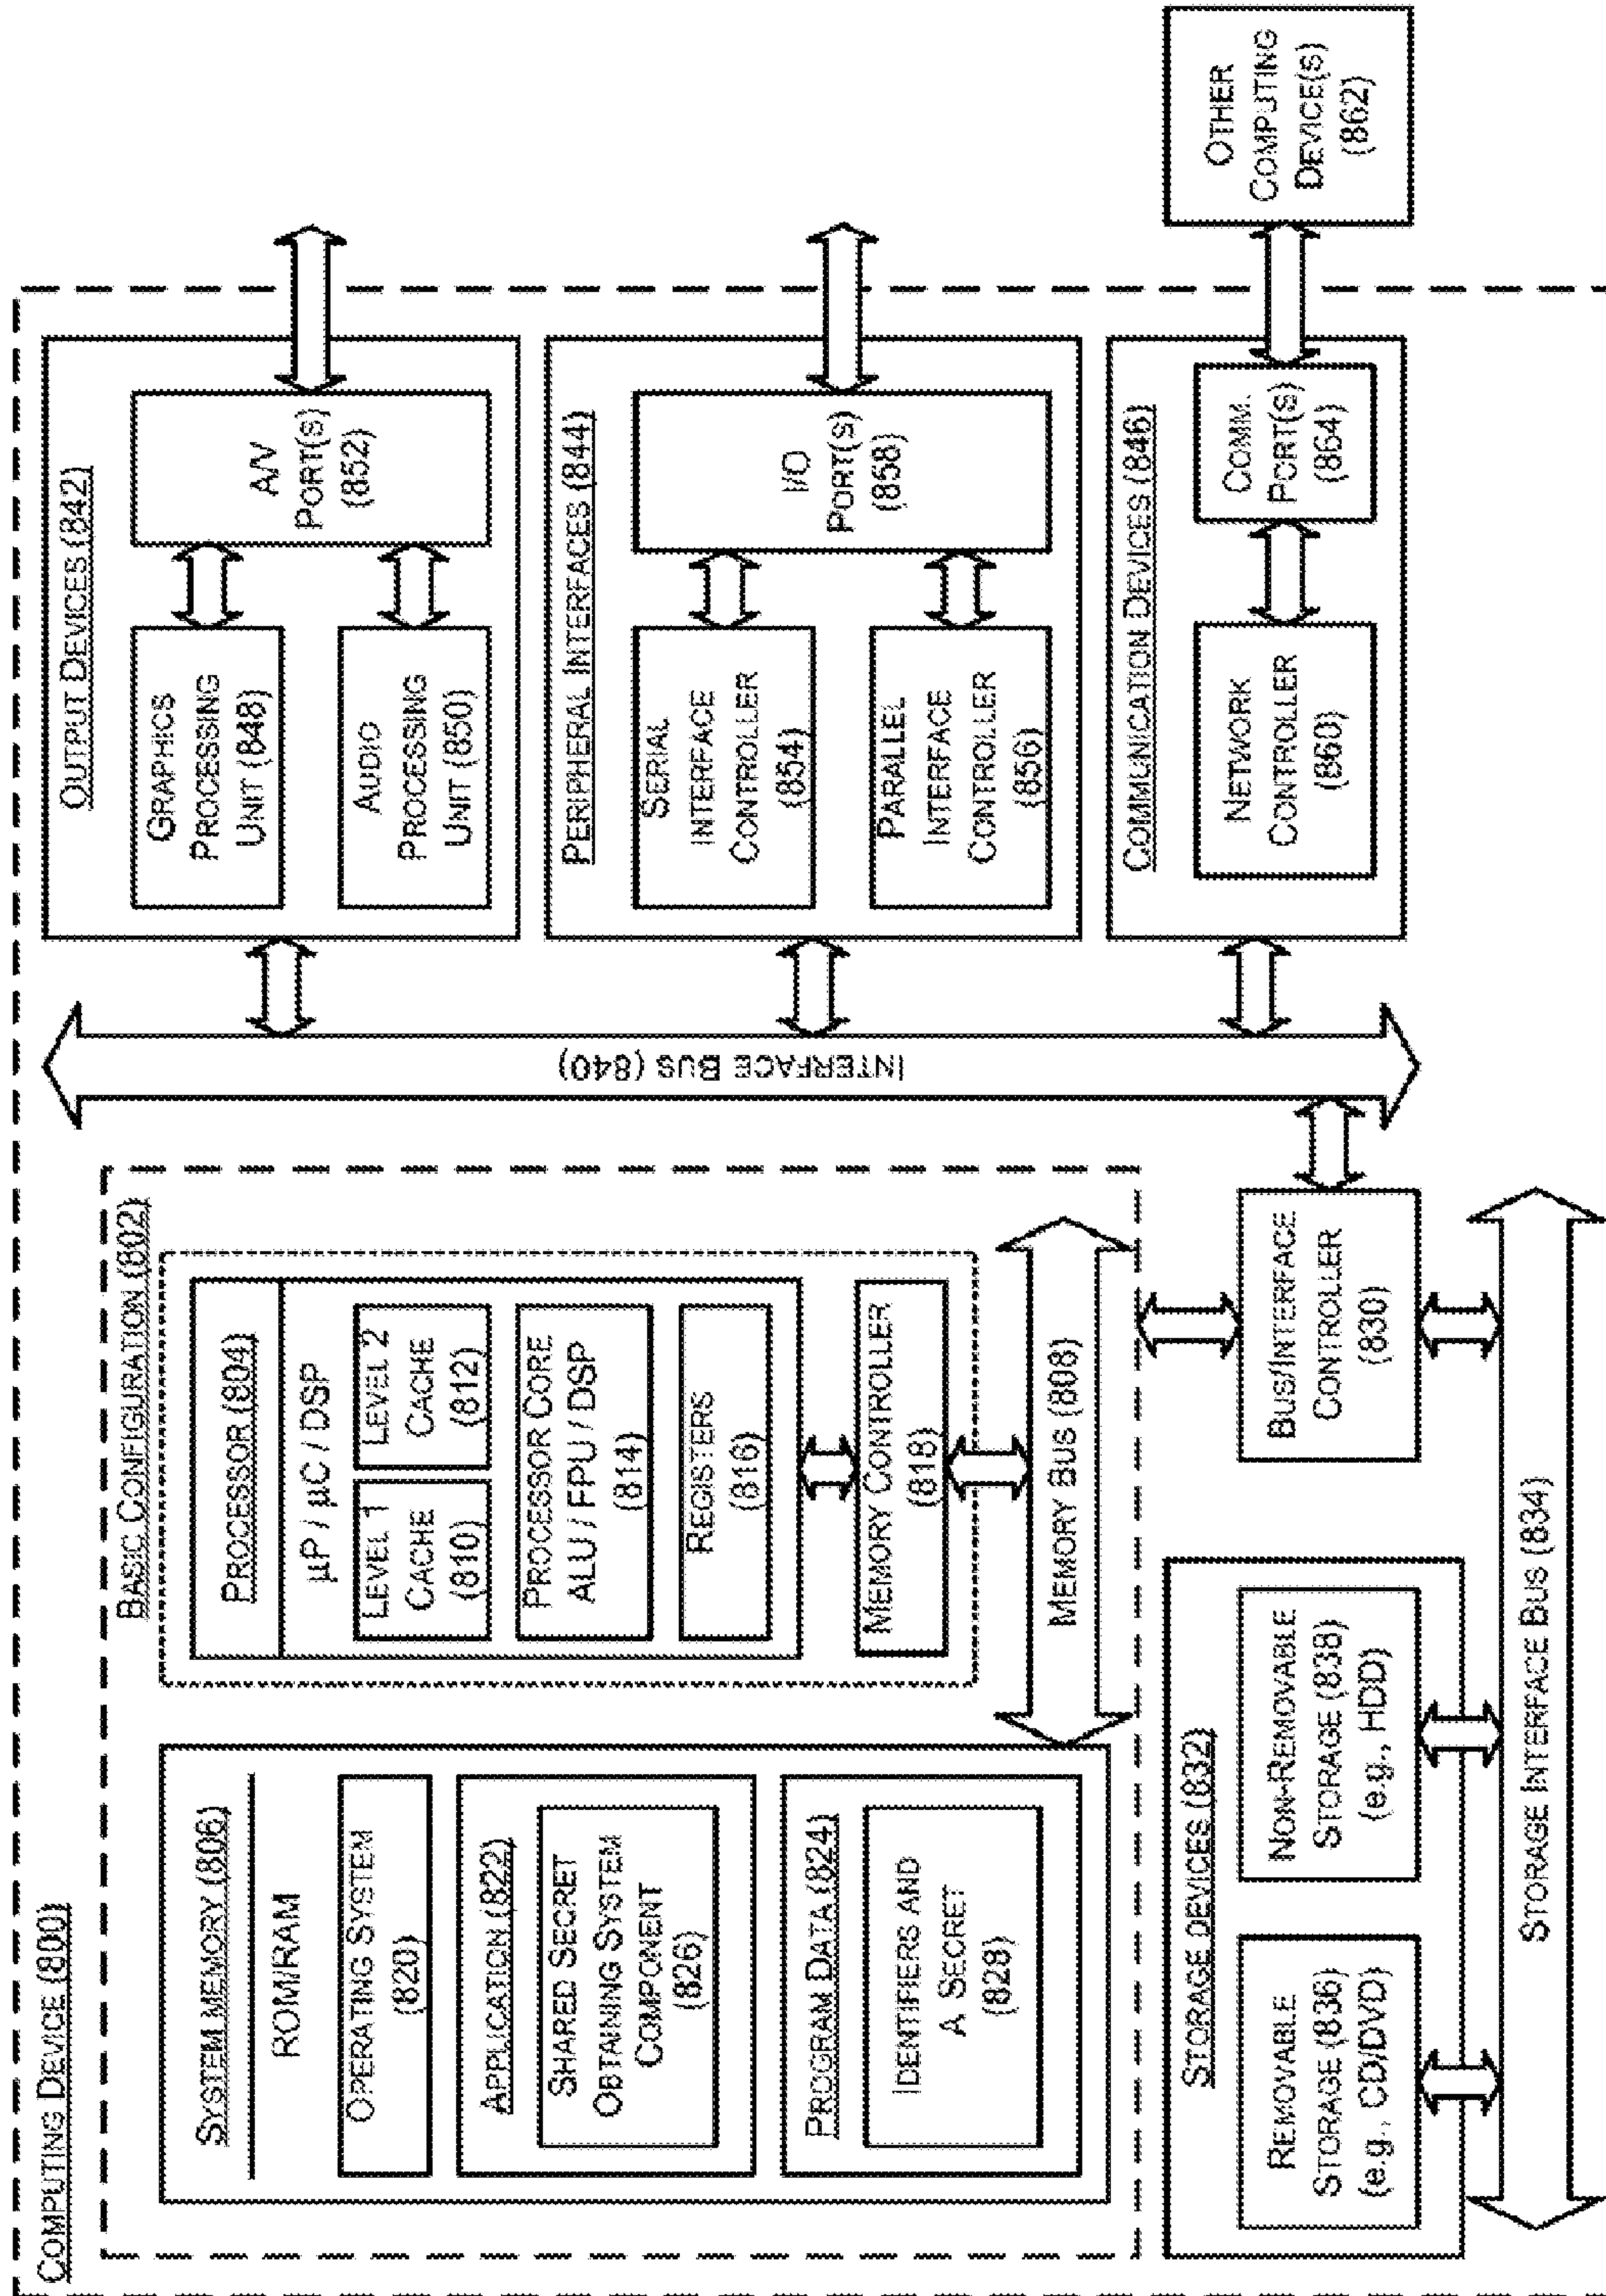 COMPUTING DEVICE (800)
BASIC CONFIGURATION (802)
SYSTEM MEMORY (806)
ROM/RAM
OPERATING SYSTEM
(820)
APPLICATION (822)
SHARED SECRET
OBTAINING SYSTEM
COMPONENT
(826)
PROGRAM DATA (824)
IDENTIFIERS AND
A SECRET
(828)
PROCESSOR (804)
µP / µC / DSP
LEVEL 1
CACHE
(810)
LEVEL 2
CACHE
(812)
PROCESSOR CORE
ALU / FPU / DSP
(814)
REGISTERS
(816)
MEMORY CONTROLLER
(818)
MEMORY BUS (808)
BUS/INTERFACE
CONTROLLER
(830)
STORAGE DEVICES (832)
REMOVABLE
STORAGE (836)
(e.g., CD/DVD)
NON-REMOVABLE
STORAGE (838)
(e.g., HDD)
STORAGE INTERFACE BUS (834)
INTERFACE BUS (840)
OUTPUT DEVICES (842)
GRAPHICS
PROCESSING
UNIT (848)
AUDIO
PROCESSING
UNIT (850)
A/V
PORT(S)
(852)
PERIPHERAL INTERFACES (844)
SERIAL
INTERFACE
CONTROLLER
(854)
PARALLEL
INTERFACE
CONTROLLER
(856)
I/O
PORT(S)
(858)
COMMUNICATION DEVICES (846)
NETWORK
CONTROLLER
(860)
COMM.
PORT(S)
(864)
OTHER
COMPUTING
DEVICE(S)
(862)